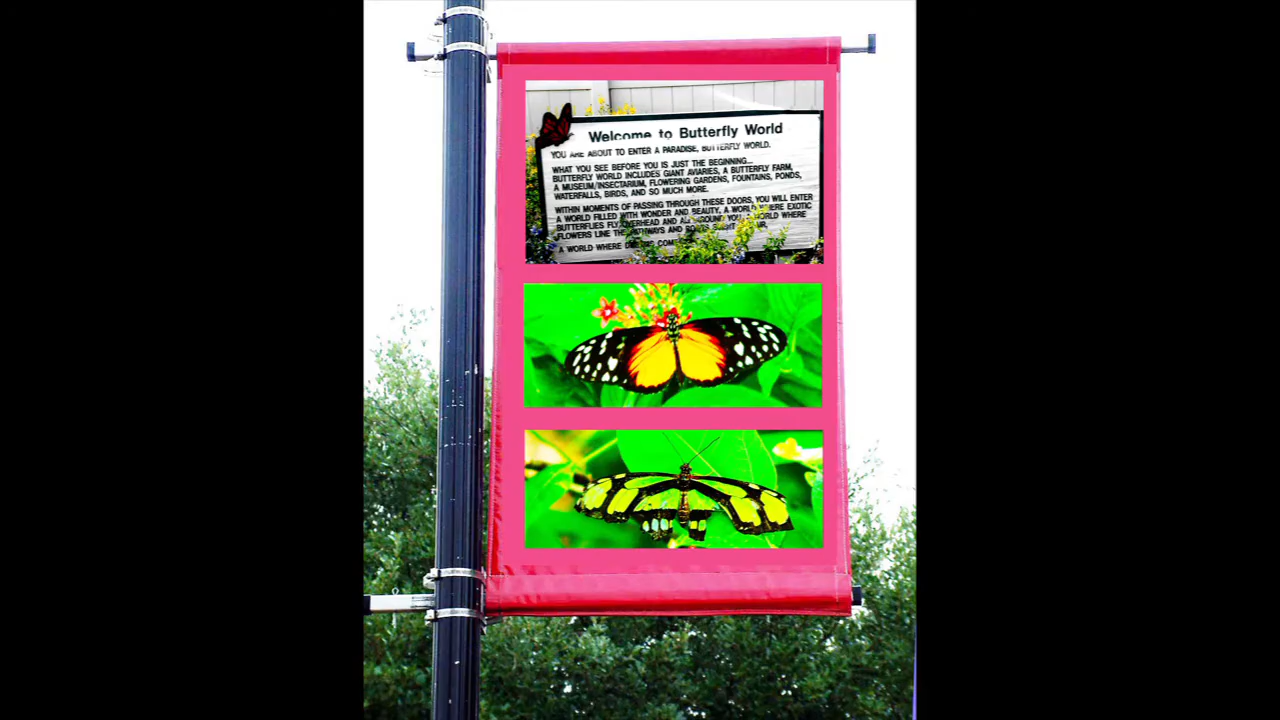 Welcome to Butterfly World
YOU ARE ABOUT TO ENTER A PARADISE, BUTTERFLY WORLD.
WHAT YOU SEE BEFORE YOU IS JUST THE BEGINNING...
BUTTERFLY WORLD INCLUDES GIANT AVIARIES, A BUTTERFLY FARM,
A MUSEUM/INSECTARIUM, FLOWERING GARDENS, FOUNTAINS, PONDS,
WATERFALLS, BIRDS, AND SO MUCH MORE.
WITHIN MOMENTS OF PASSING THROUGH THESE DOORS, YOU WILL ENTER
A WORLD FILLED WITH WONDER AND BEAUTY, A WORLD WHERE EXOTIC
BUTTERFLIES FLY OVERHEAD AND ALL AROUND YOU, A WORLD WHERE
FLOWERS LINE THE PATHWAYS AND
A WORLD WHERE